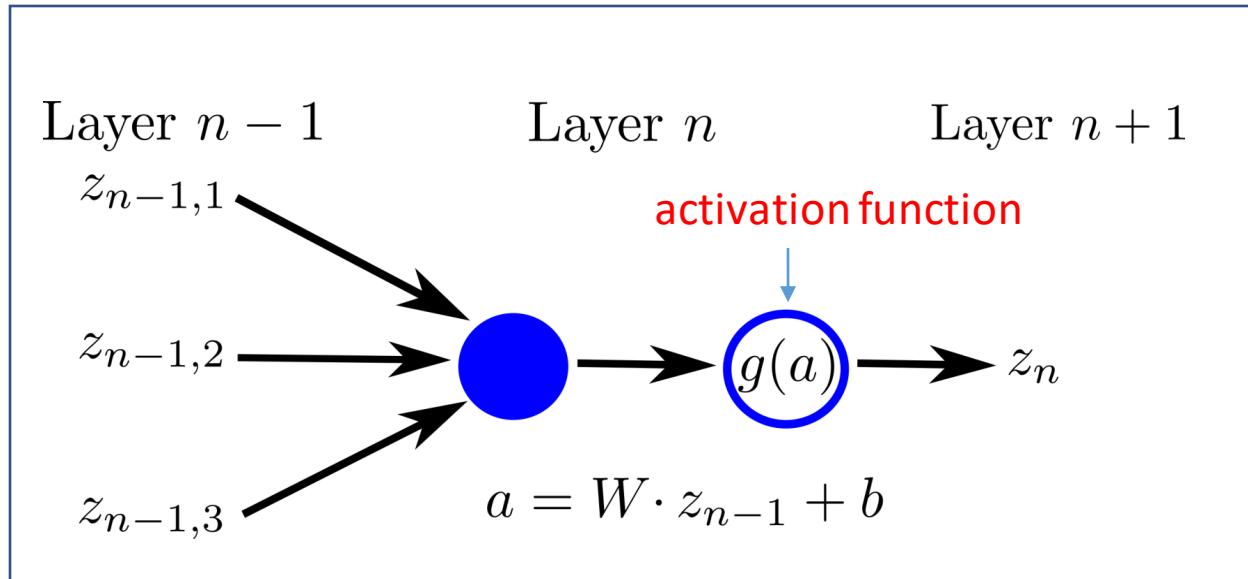 Layer n − 1
Layer n
Layer n + 1
z_{n−1,1}
activation function
z_{n−1,2}
g(a)
z_n
z_{n−1,3}
a = W · z_{n−1} + b